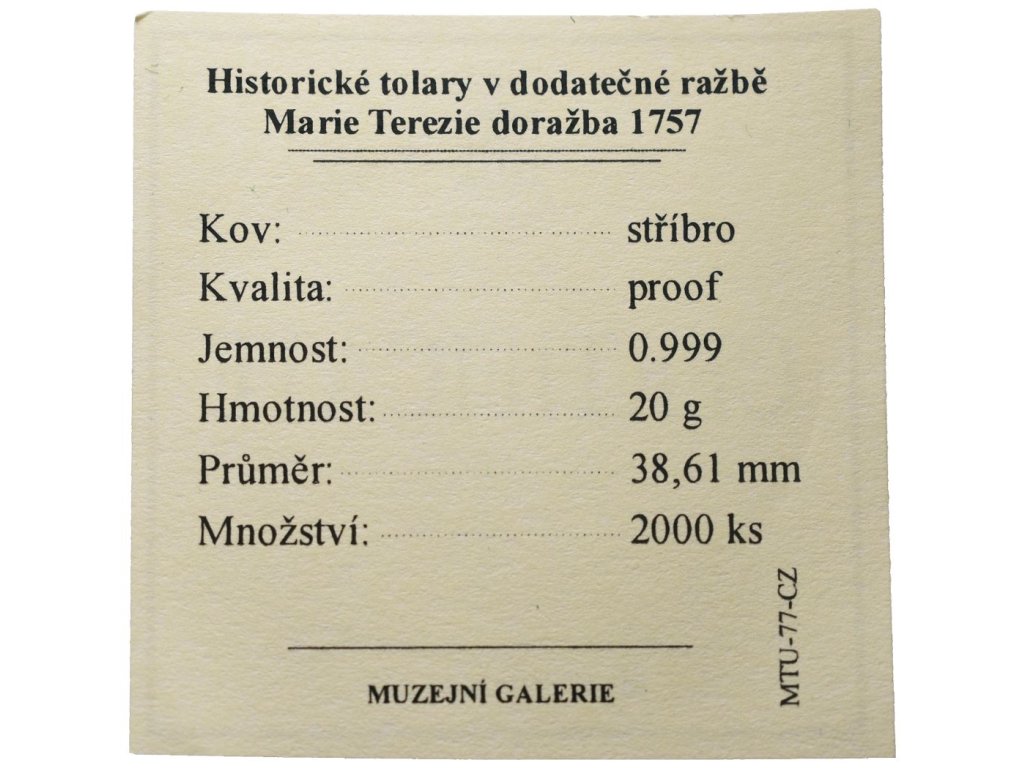 Historické tolary v dodatečné ražbě
Marie Terezie doražba 1757
Kov: stříbro
Kvalita: proof
Jemnost: 0.999
Hmotnost: 20 g
Průměr: 38,61 mm
Množství: 2000 ks
MTU-77-CZ
MUZEJNÍ GALERIE